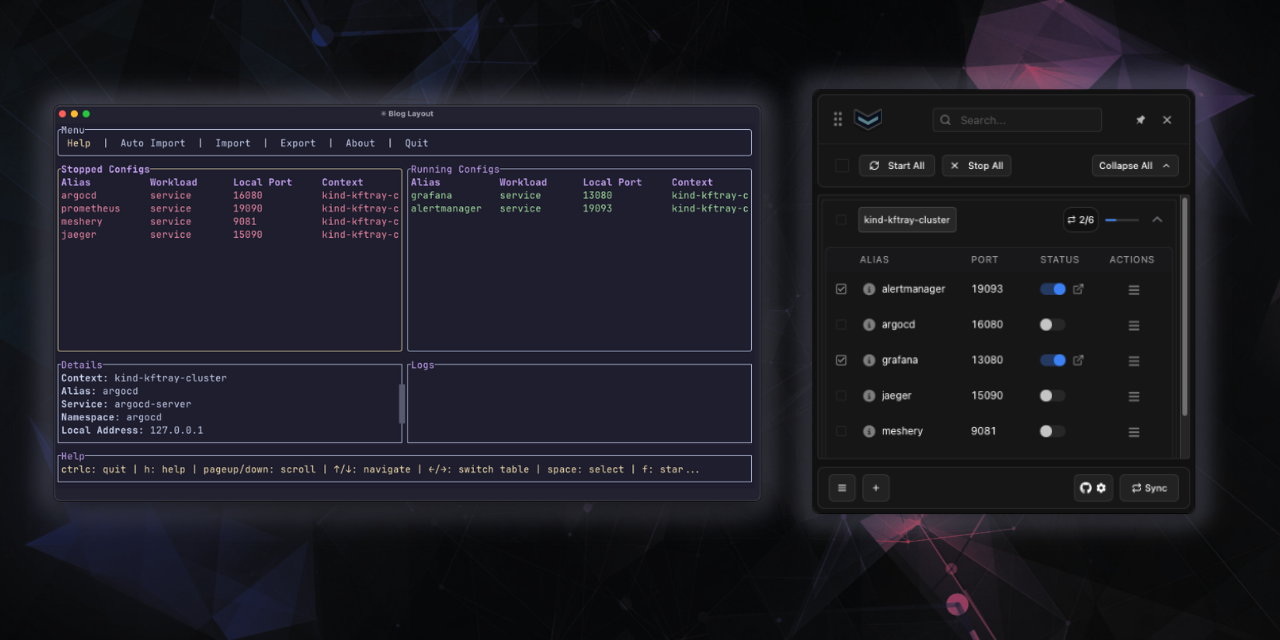 Blog Layout
Menu
Help | Auto Import | Import | Export | About | Quit
Stopped Configs
Alias Workload Local Port Context
argocd service 16080 kind-kftray-c
prometheus service 19090 kind-kftray-c
meshery service 9081 kind-kftray-c
jaeger service 15090 kind-kftray-c
Running Configs
Alias Workload Local Port Context
grafana service 13080 kind-kftray-c
alertmanager service 19093 kind-kftray-c
Details
Context: kind-kftray-cluster
Alias: argocd
Service: argocd-server
Namespace: argocd
Local Address: 127.0.0.1
Logs
Help
ctrlc: quit | h: help | pageup/down: scroll | ↑/↓: navigate | ←/→: switch table | space: select | f: star...
Search...
Start All Stop All Collapse All
kind-kftray-cluster 2/6
ALIAS PORT STATUS ACTIONS
alertmanager 19093
argocd 16080
grafana 13080
jaeger 15090
meshery 9081
Sync